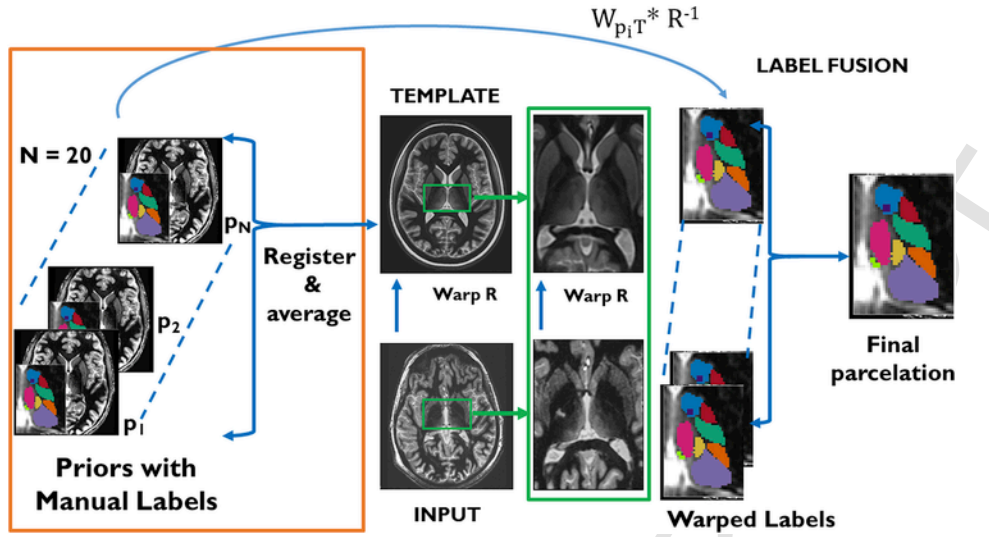 W_{p_iT}* R^{-1}
LABEL FUSION
TEMPLATE
N = 20
p_N
Register
&
average
Warp R
Warp R
p_2
p_1
Final
parcelation
Priors with
Manual Labels
INPUT
Warped Labels